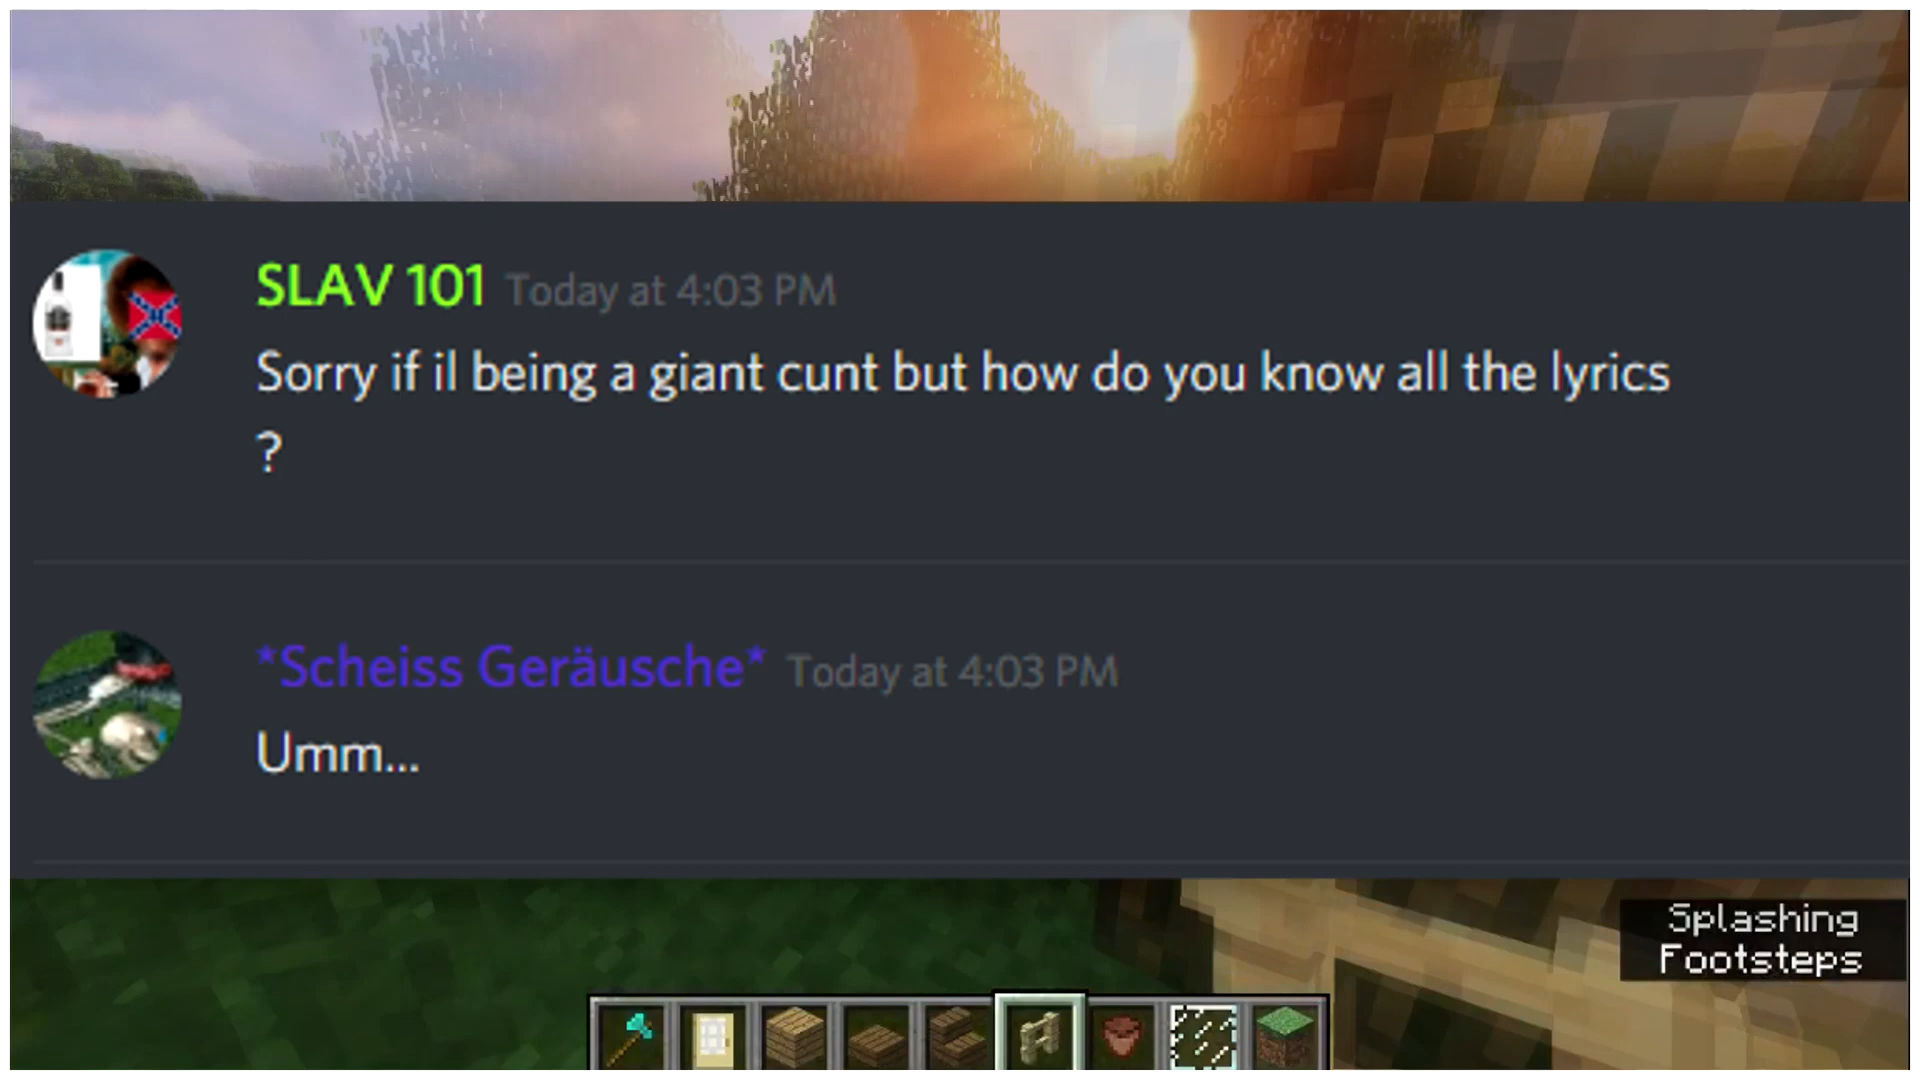 SLAV 101 Today at 4:03 PM
Sorry if il being a giant cunt but how do you know all the lyrics
?
*Scheiss Geräusche* Today at 4:03 PM
Umm...
Splashing
Footsteps